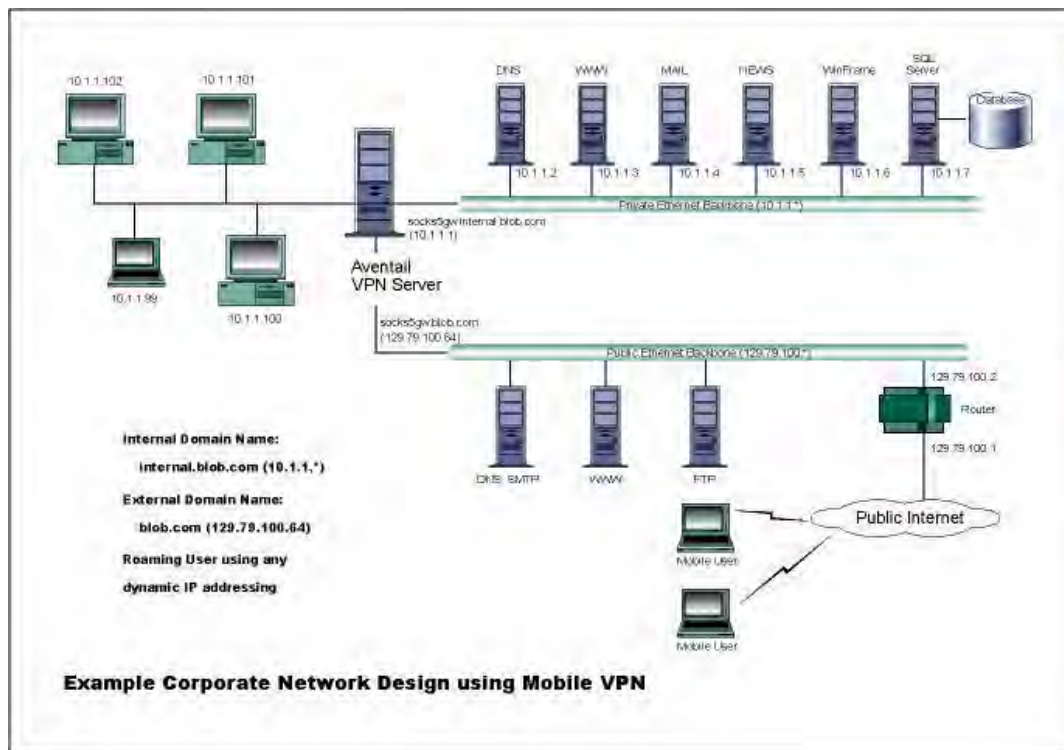 10.1.1.102
10.1.1.101
10.1.1.99
10.1.1.100
DNS
WWW
MAIL
NEWS
WinFrame
SQL
Server
Database
10.1.1.2
10.1.1.3
10.1.1.4
10.1.1.5
10.1.1.6
10.1.1.7
Private Ethernet Backbone (10.1.1.*)
socks5gw.internal.blob.com
(10.1.1.1)
Aventail
VPN Server
socks5gw.blob.com
(129.79.100.64)
Public Ethernet Backbone (129.79.100.*)
129.79.100.2
Router
129.79.100.1
DNS, SMTP
WWW
FTP
Public Internet
Mobile User
Mobile User
Internal Domain Name:
internal.blob.com (10.1.1.*)
External Domain Name:
blob.com (129.79.100.64)
Roaming User using any
dynamic IP addressing
Example Corporate Network Design using Mobile VPN